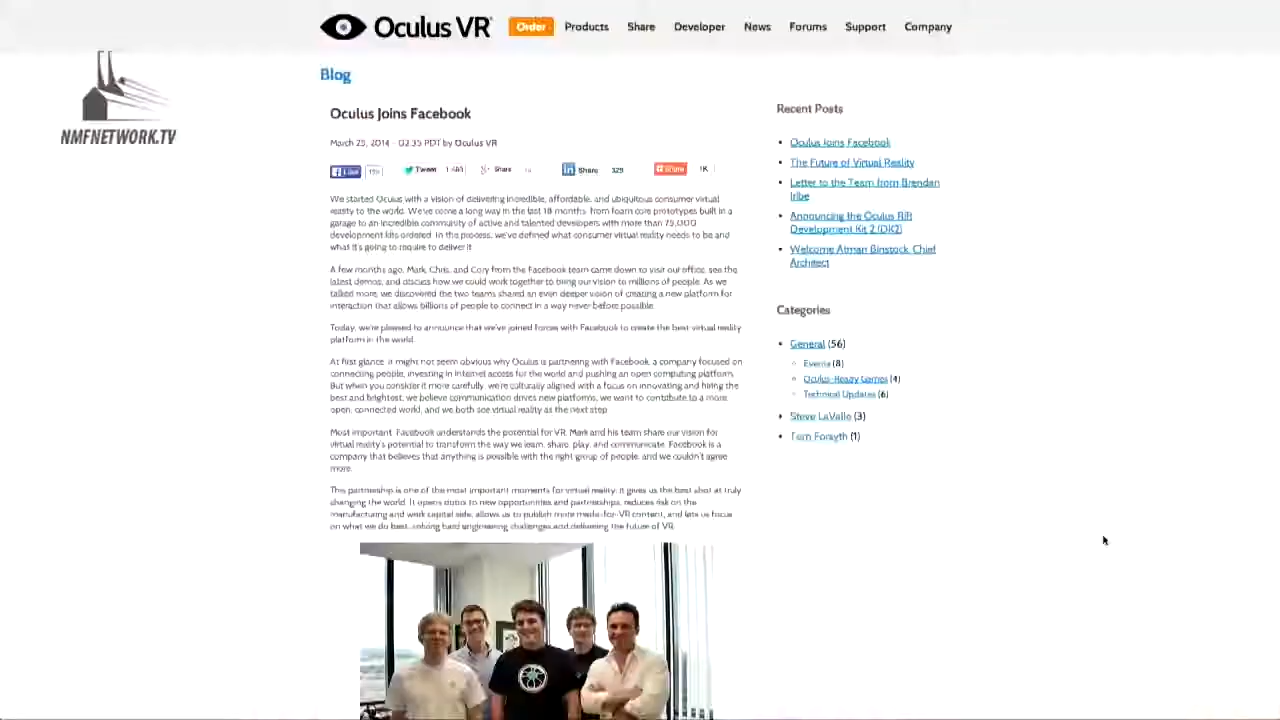 Oculus VR
Order Products Share Developer News Forums Support Company
NMFNETWORK.TV
Blog
Oculus Joins Facebook
March 25, 2014 - 02:35 PDT by Oculus VR
Like Tweet Share Share 329 Share 1K
We started Oculus with a vision of delivering incredible, affordable, and ubiquitous consumer virtual
reality to the world. We've come a long way in the last 18 months: from foam core prototypes built in a
garage to an incredible community of active and talented developers with more than 75,000
development kits ordered. In the process, we've defined what consumer virtual reality needs to be and
what it's going to require to deliver it.
A few months ago, Mark, Chris, and Cory from the Facebook team came down to visit our office, see the
latest demos, and discuss how we could work together to bring our vision to millions of people. As we
talked more, we discovered the two teams shared an even deeper vision of creating a new platform for
interaction that allows billions of people to connect in a way never before possible.
Today, we're pleased to announce that we've joined forces with Facebook to create the best virtual reality
platform in the world.
At first glance, it might not seem obvious why Oculus is partnering with Facebook, a company focused on
connecting people, investing in internet access for the world and pushing an open computing platform.
But when you consider it more carefully, we're culturally aligned with a focus on innovating and hiring the
best and brightest; we believe communication drives new platforms; we want to contribute to a more
open, connected world; and we both see virtual reality as the next step.
Most important, Facebook understands the potential for VR. Mark and his team share our vision for
virtual reality's potential to transform the way we learn, share, play, and communicate. Facebook is a
company that believes that anything is possible with the right group of people, and we couldn't agree
more.
This partnership is one of the most important moments for virtual reality: it gives us the best shot at truly
changing the world. It opens doors to new opportunities and partnerships, reduces risk on the
manufacturing and work capital side, allows us to publish more made-for-VR content, and lets us focus
on what we do best: solving hard engineering challenges and delivering the future of VR.
Recent Posts
Oculus Joins Facebook
The Future of Virtual Reality
Letter to the Team from Brendan
Iribe
Announcing the Oculus Rift
Development Kit 2 (DK2)
Welcome Atman Binstock, Chief
Architect
Categories
General (56)
Events (8)
Oculus-Ready Games (4)
Technical Updates (6)
Steve LaValle (3)
Tom Forsyth (1)